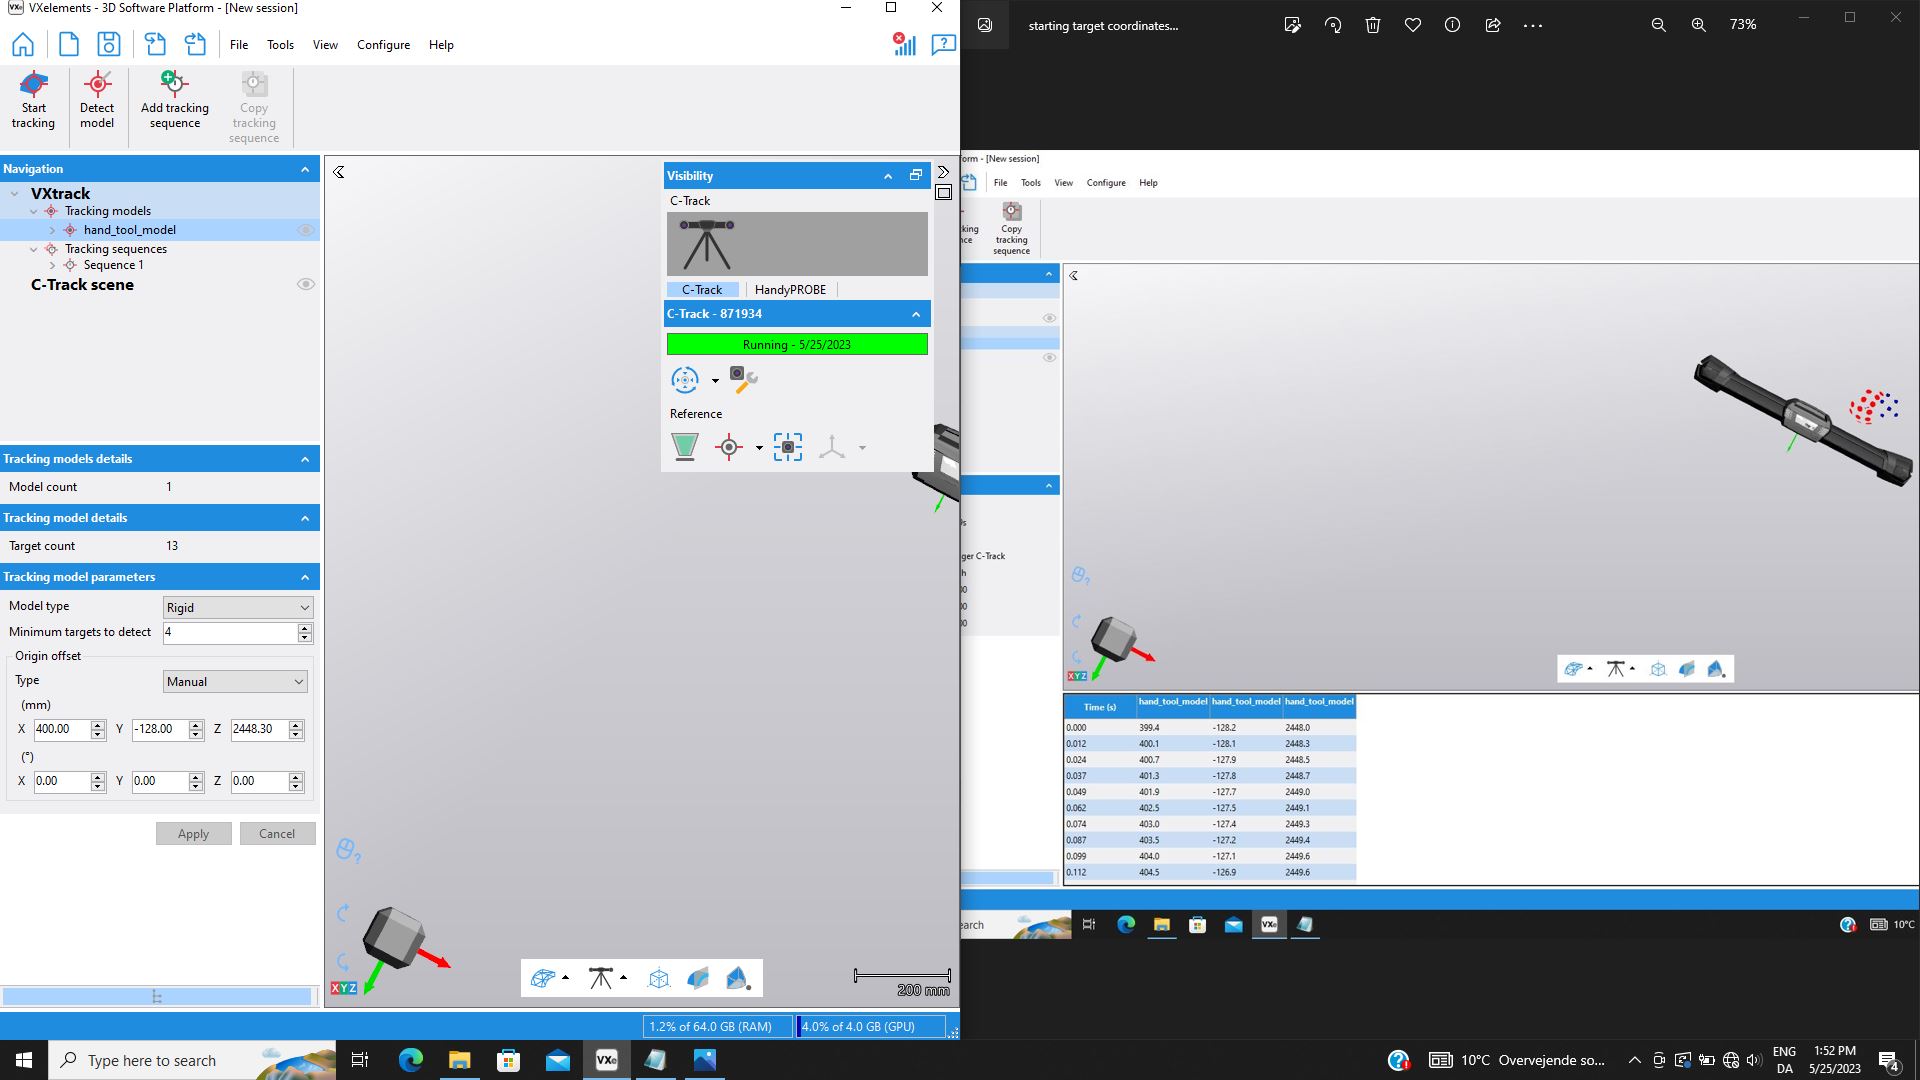 VXelements - 3D Software Platform - [New session]
File Tools View Configure Help
Start tracking
Detect model
Add tracking sequence
Copy tracking sequence
Navigation
VXtrack
Tracking models
hand_tool_model
Tracking sequences
Sequence 1
C-Track scene
Tracking models details
Model count 1
Tracking model details
Target count 13
Tracking model parameters
Model type Rigid
Minimum targets to detect 4
Origin offset
Type Manual
(mm)
X 400.00 Y -128.00 Z 2448.30
(°)
X 0.00 Y 0.00 Z 0.00
Apply Cancel
Visibility
C-Track
C-Track HandyPROBE
C-Track - 871934
Running - 5/25/2023
Reference
XYZ
200 mm
1.2% of 64.0 GB (RAM) 4.0% of 4.0 GB (GPU)
starting target coordinates...
73%
orm - [New session]
File Tools View Configure Help
king
nce
Copy
tracking
sequence
ger C-Track
h
00
00
00
XYZ
Time (s) hand_tool_model hand_tool_model hand_tool_model
0.000 399.4 -128.2 2448.0
0.012 400.1 -128.1 2448.3
0.024 400.7 -127.9 2448.5
0.037 401.3 -127.8 2448.7
0.049 401.9 -127.7 2449.0
0.062 402.5 -127.5 2449.1
0.074 403.0 -127.4 2449.3
0.087 403.5 -127.2 2449.4
0.099 404.0 -127.1 2449.6
0.112 404.5 -126.9 2449.6
earch
VXe
10°C
Type here to search
VXe
10°C Overvejende so...
ENG
DA
1:52 PM
5/25/2023
4